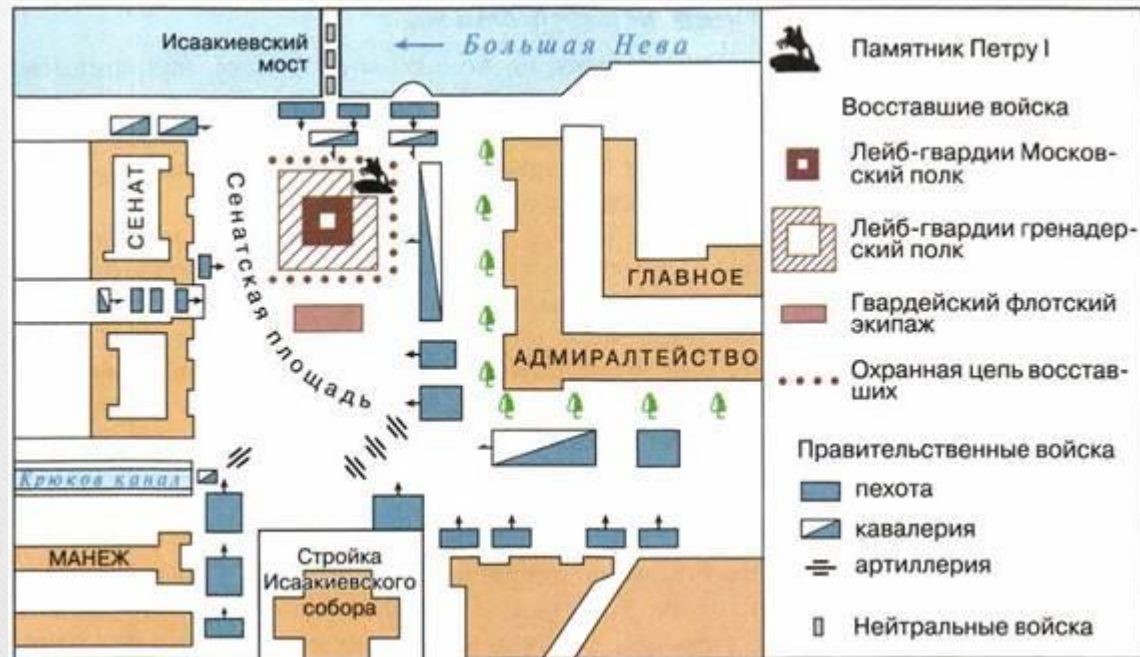 Исаакиевский
мост
Большая Нева
СЕНАТ
Сенатская площадь
ГЛАВНОЕ
АДМИРАЛТЕЙСТВО
Крюков канал
МАНЕЖ
Стройка
Исаакиевского
собора
Памятник Петру I
Восставшие войска
Лейб-гвардии Москов-
ский полк
Лейб-гвардии гренадер-
ский полк
Гвардейский флотский
экипаж
Охранная цепь восстав-
ших
Правительственные войска
пехота
кавалерия
артиллерия
Нейтральные войска